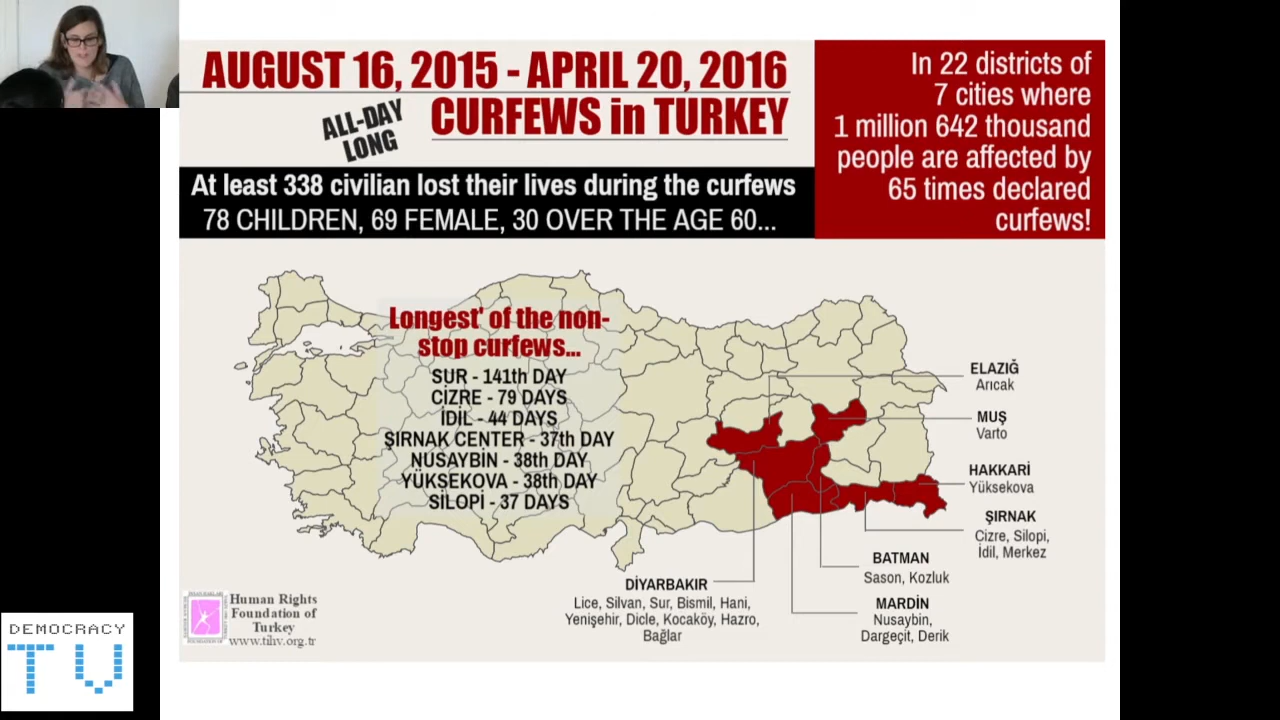 AUGUST 16, 2015 - APRIL 20, 2016
ALL-DAY
LONG
CURFEWS in TURKEY
At least 338 civilian lost their lives during the curfews
78 CHILDREN, 69 FEMALE, 30 OVER THE AGE 60...
In 22 districts of
7 cities where
1 million 642 thousand
people are affected by
65 times declared
curfews!
Longest' of the non-
stop curfews...
SUR - 141th DAY
CİZRE - 79 DAYS
İDİL - 44 DAYS
ŞIRNAK CENTER - 37th DAY
NUSAYBİN - 38th DAY
YÜKSEKOVA - 38th DAY
SİLOPİ - 37 DAYS
ELAZIĞ
Arıcak
MUŞ
Varto
HAKKARİ
Yüksekova
ŞIRNAK
Cizre, Silopi,
İdil, Merkez
BATMAN
Sason, Kozluk
MARDİN
Nusaybin,
Dargeçit, Derik
DİYARBAKIR
Lice, Silvan, Sur, Bismil, Hani,
Yenişehir, Dicle, Kocaköy, Hazro,
Bağlar
Human Rights
Foundation of
Turkey
www.tihv.org.tr
DEMOCRACY
TV